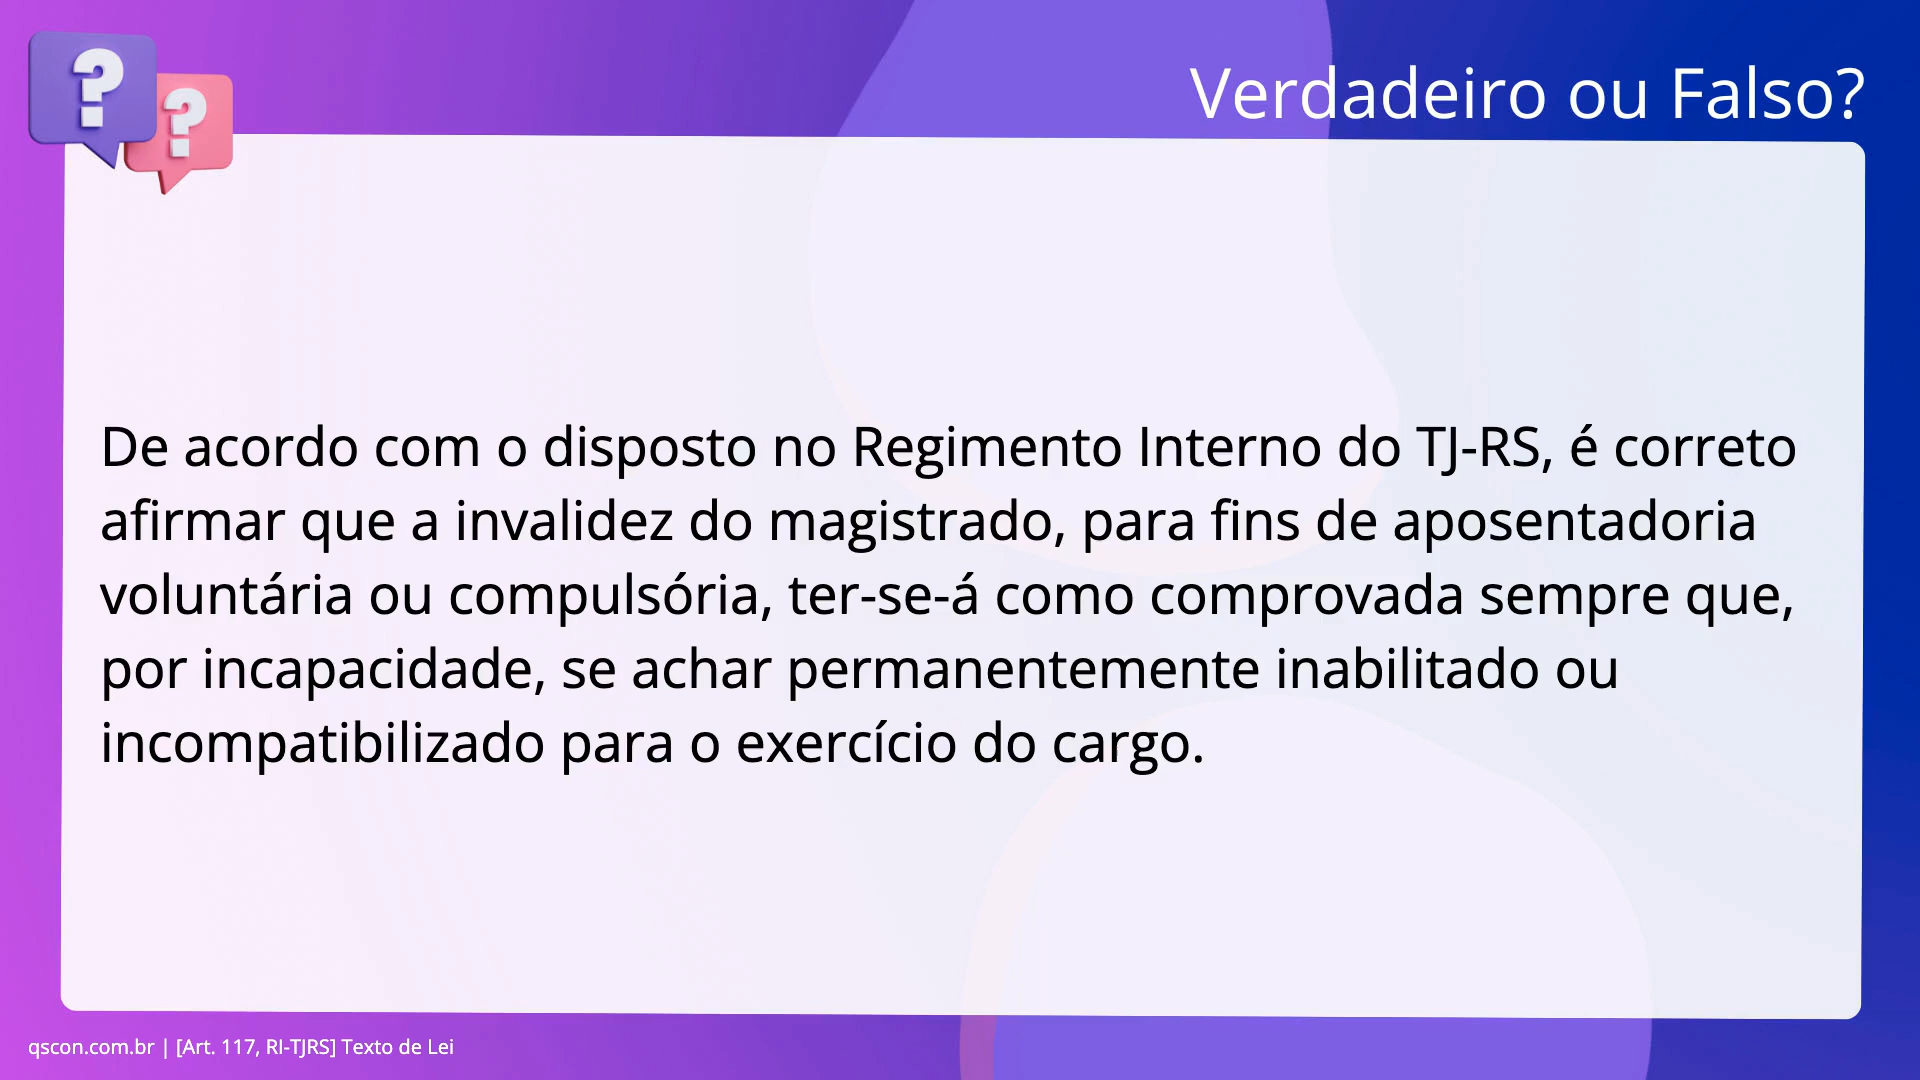 ? ?
Verdadeiro ou Falso?
De acordo com o disposto no Regimento Interno do TJ-RS, é correto
afirmar que a invalidez do magistrado, para fins de aposentadoria
voluntária ou compulsória, ter-se-á como comprovada sempre que,
por incapacidade, se achar permanentemente inabilitado ou
incompatibilizado para o exercício do cargo.
qscon.com.br | [Art. 117, RI-TJRS] Texto de Lei